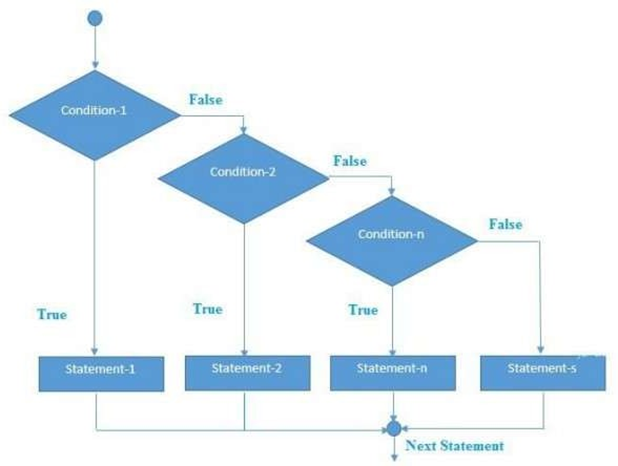 Condition-1
False
Condition-2
False
Condition-n
False
True
True
True
Statement-1
Statement-2
Statement-n
Statement-s
Next Statement